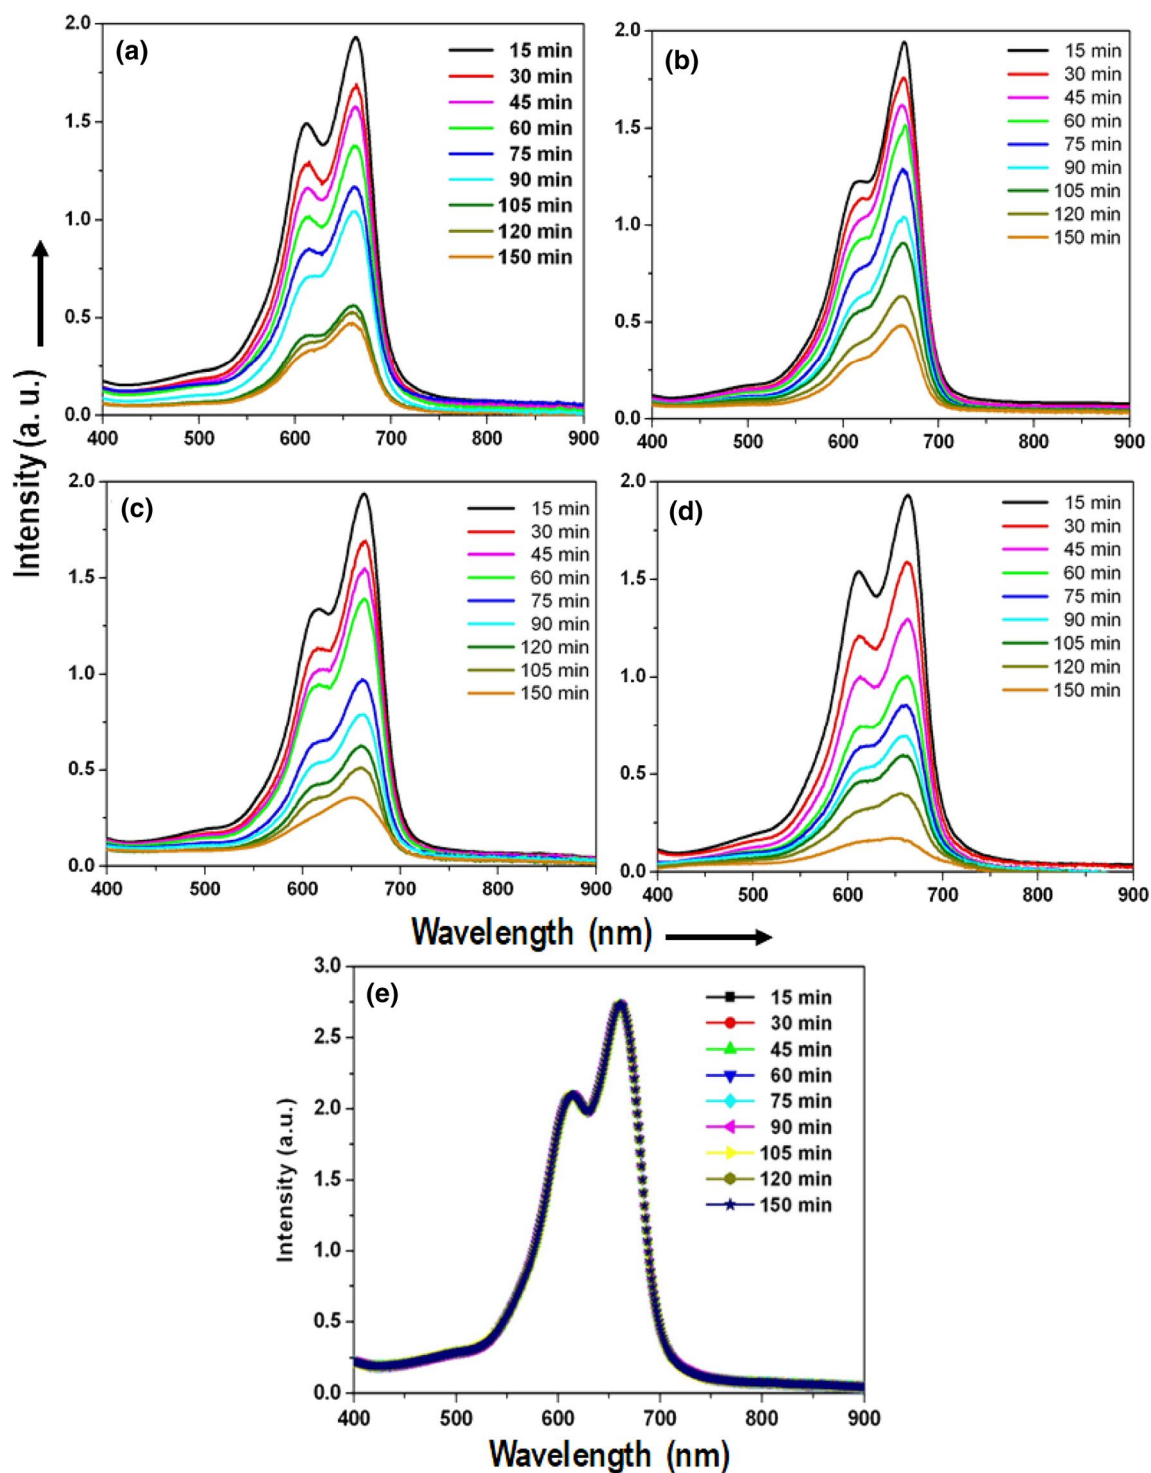 (a)
2.0
1.5
1.0
0.5
0.0
400 500 600 700 800 900
15 min
30 min
45 min
60 min
75 min
90 min
105 min
120 min
150 min
(b)
2.0
1.5
1.0
0.5
0.0
400 500 600 700 800 900
15 min
30 min
45 min
60 min
75 min
90 min
105 min
120 min
150 min
Intensity (a. u.)
(c)
2.0
1.5
1.0
0.5
0.0
400 500 600 700 800 900
15 min
30 min
45 min
60 min
75 min
90 min
120 min
105 min
150 min
(d)
2.0
1.5
1.0
0.5
0.0
400 500 600 700 800 900
15 min
30 min
45 min
60 min
75 min
90 min
105 min
120 min
150 min
Wavelength (nm)
(e)
3.0
2.5
2.0
1.5
1.0
0.5
0.0
Intensity (a.u.)
15 min
30 min
45 min
60 min
75 min
90 min
105 min
120 min
150 min
400 500 600 700 800 900
Wavelength (nm)